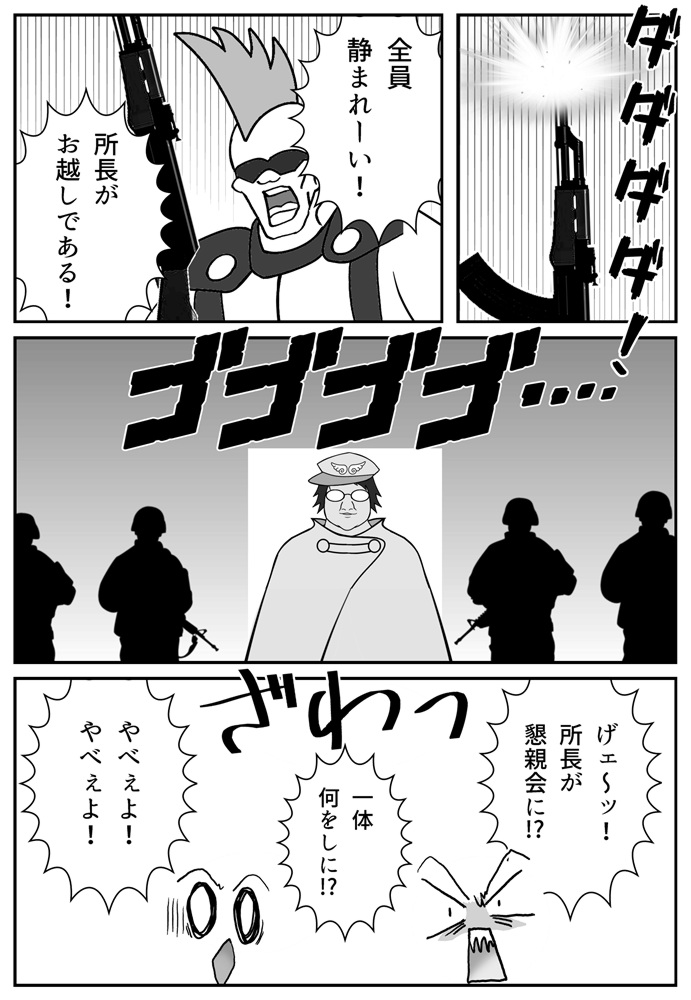 ダダダダダ!
全員
静まれーい！
所長が
お越しである！
ゴゴゴゴ・・・・
げェ～ッ！
所長が
懇親会に!?
ざわっ
一体
何をしに!?
やべぇよ！
やべぇよ！